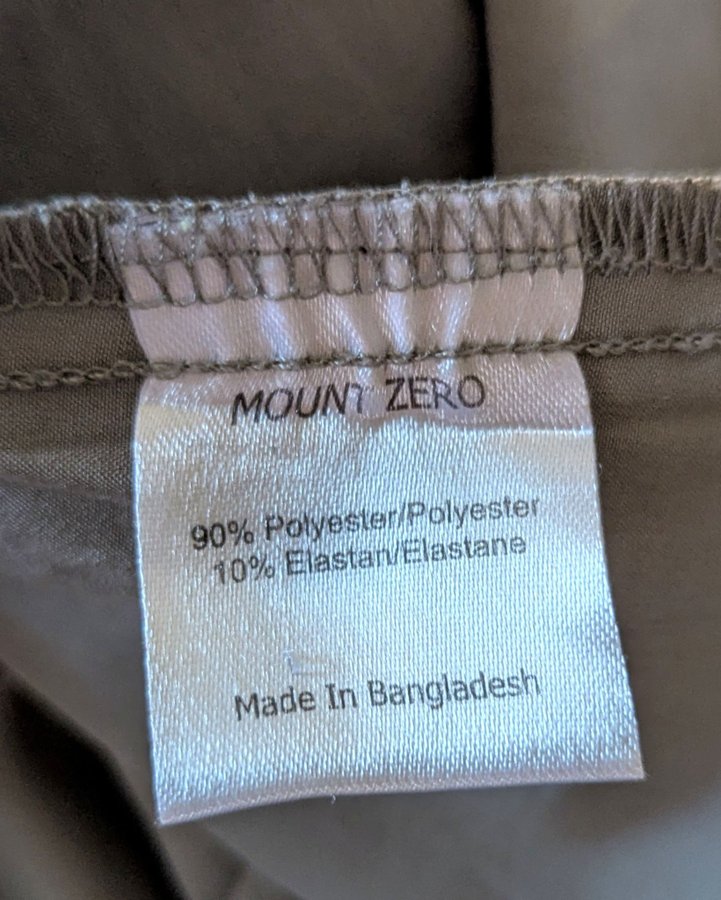 MOUNT ZERO
90% Polyester/Polyester
10% Elastan/Elastane
Made In Bangladesh